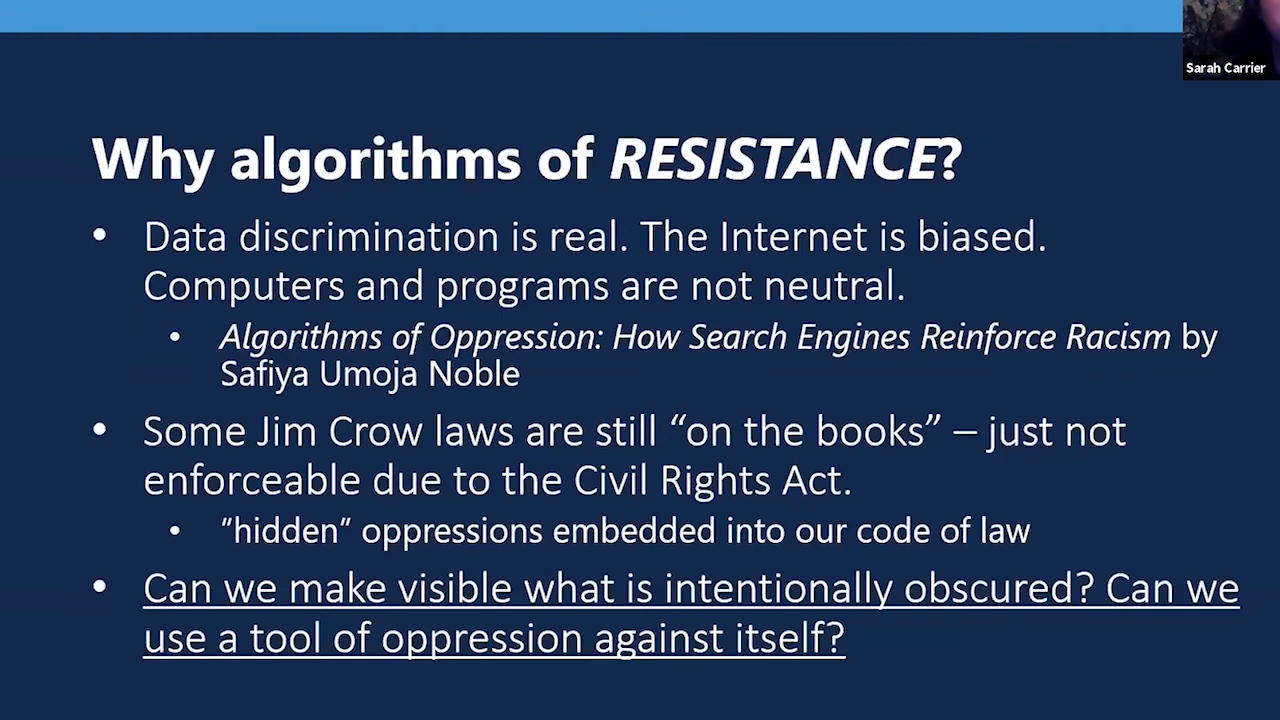 Sarah Carrier
Why algorithms of RESISTANCE?
• Data discrimination is real. The Internet is biased.
Computers and programs are not neutral.
• Algorithms of Oppression: How Search Engines Reinforce Racism by
Safiya Umoja Noble
• Some Jim Crow laws are still “on the books” – just not
enforceable due to the Civil Rights Act.
• “hidden” oppressions embedded into our code of law
• Can we make visible what is intentionally obscured? Can we
use a tool of oppression against itself?